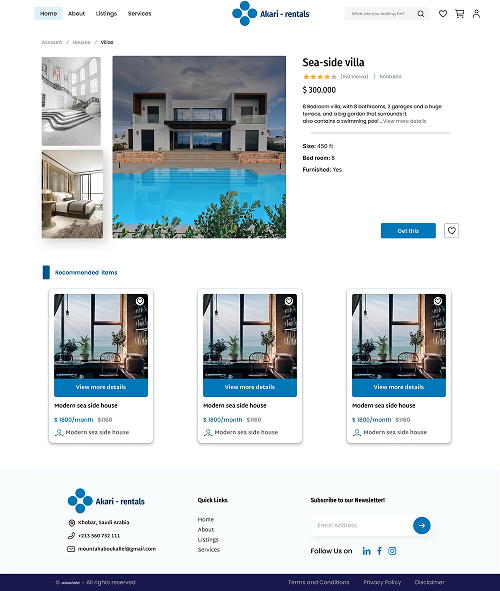 Home About Listings Services
Akari - rentals
What are you looking for?
Account / Houses / Villas
Sea-side villa
(150 Views) | Rentable
$ 300.000
8 Bedroom villa, with 8 bathrooms, 2 garages and a huge
terrace, and a big garden that surrounds it.
also contains a swimming pool .. View more details
Size: 450 ft
Bed room: 8
Furnished: Yes
Get this
Recommended items
View more details View more details View more details
Modern sea side house Modern sea side house Modern sea side house
$ 1800/month $1160 $ 1800/month $1160 $ 1800/month $1160
Modern sea side house Modern sea side house Modern sea side house
Akari - rentals
Khobar, Saudi Arabia
+213 560 732 111
mountahaboukallel@gmail.com
Quick Links
Home
About
Listings
Services
Subscribe to our Newsletter!
Email Address
Follow Us on
© – All rights reserved
Terms and Conditions Privacy Policy Disclaimer